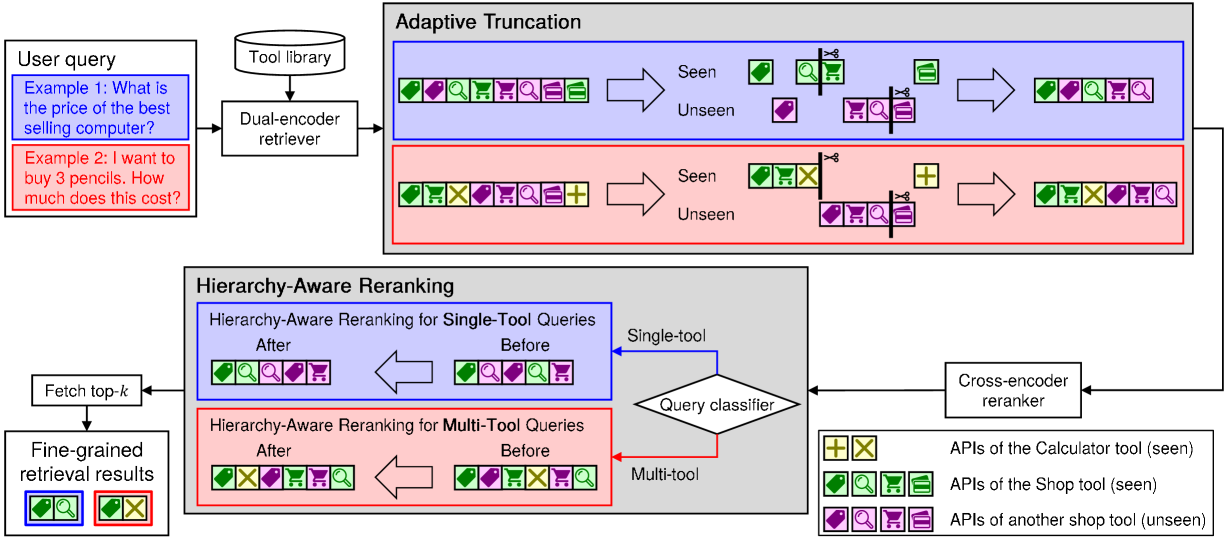 User query
Example 1: What is
the price of the best
selling computer?
Example 2: I want to
buy 3 pencils. How
much does this cost?
Tool library
Dual-encoder
retriever
Adaptive Truncation
Seen
Unseen
Seen
Unseen
Cross-encoder
reranker
Hierarchy-Aware Reranking
Hierarchy-Aware Reranking for Single-Tool Queries
After
Before
Hierarchy-Aware Reranking for Multi-Tool Queries
After
Before
Single-tool
Query classifier
Multi-tool
Fetch top-k
Fine-grained
retrieval results
APIs of the Calculator tool (seen)
APIs of the Shop tool (seen)
APIs of another shop tool (unseen)